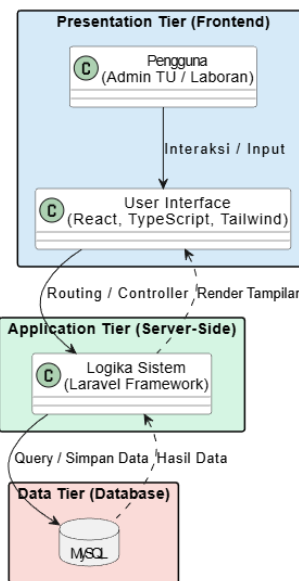 Presentation Tier (Frontend)
C
Pengguna
(Admin TU / Laboran)
Interaksi / Input
C
User Interface
(React, TypeScript, Tailwind)
Routing / Controller
Render Tampilan
Application Tier (Server-Side)
C
Logika Sistem
(Laravel Framework)
Query / Simpan Data
Hasil Data
Data Tier (Database)
MySQL